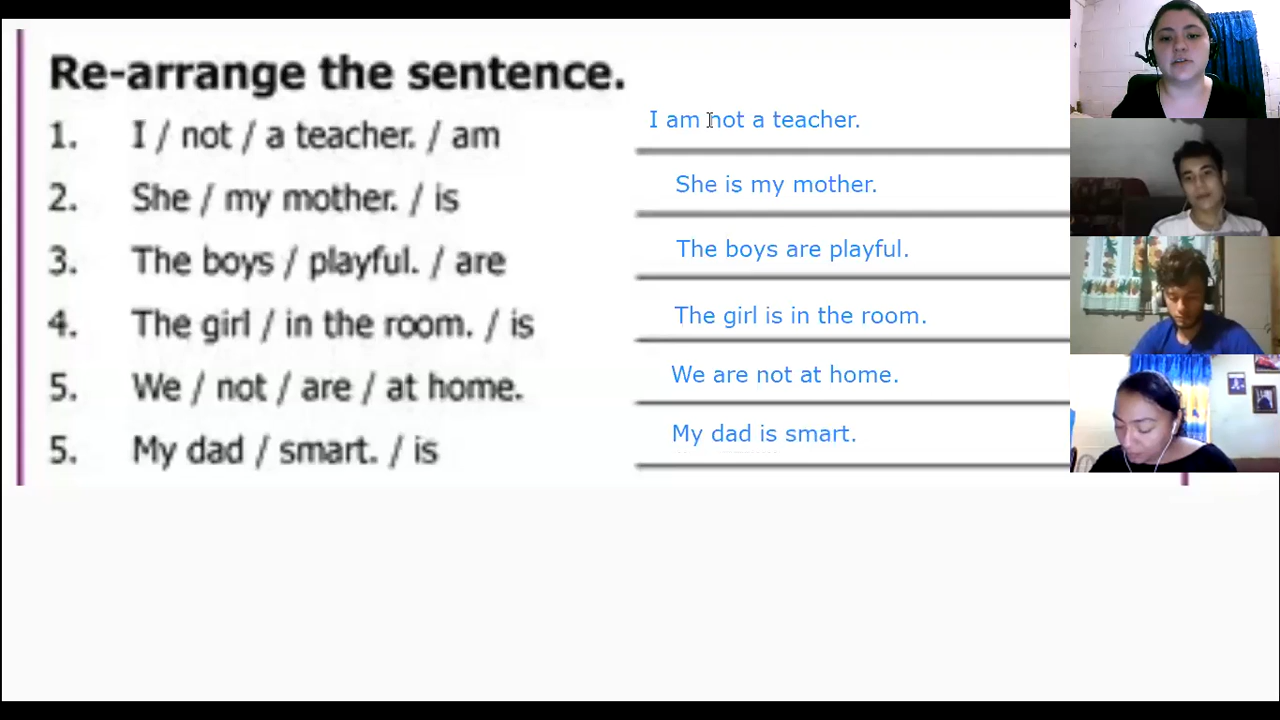 Re-arrange the sentence.
1. I / not / a teacher. / am I am not a teacher.
2. She / my mother. / is She is my mother.
3. The boys / playful. / are The boys are playful.
4. The girl / in the room. / is The girl is in the room.
5. We / not / are / at home. We are not at home.
5. My dad / smart. / is My dad is smart.